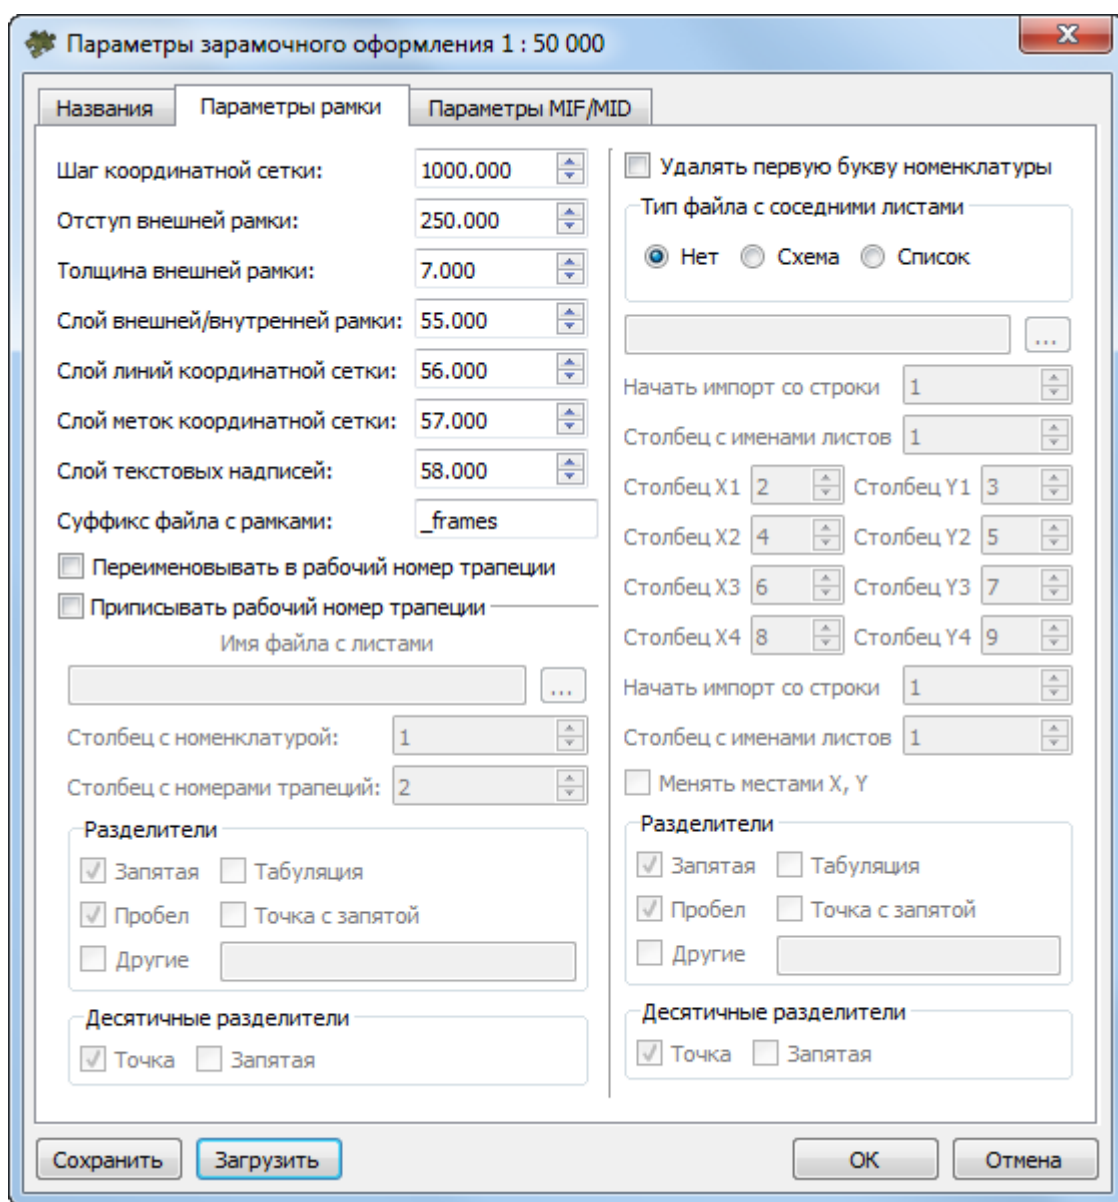 Параметры зарамочного оформления 1 : 50 000
x
Названия
Параметры рамки
Параметры MIF/MID
Шаг координатной сетки: 1000.000
Отступ внешней рамки: 250.000
Толщина внешней рамки: 7.000
Слой внешней/внутренней рамки: 55.000
Слой линий координатной сетки: 56.000
Слой меток координатной сетки: 57.000
Слой текстовых надписей: 58.000
Суффикс файла с рамками: _frames
Переименовывать в рабочий номер трапеции
Приписывать рабочий номер трапеции
Имя файла с листами
...
Столбец с номенклатурой: 1
Столбец с номерами трапеций: 2
Разделители
Запятая Табуляция
Пробел Точка с запятой
Другие
Десятичные разделители
Точка Запятая
Удалять первую букву номенклатуры
Тип файла с соседними листами
Нет Схема Список
...
Начать импорт со строки 1
Столбец с именами листов 1
Столбец X1 2 Столбец Y1 3
Столбец X2 4 Столбец Y2 5
Столбец X3 6 Столбец Y3 7
Столбец X4 8 Столбец Y4 9
Начать импорт со строки 1
Столбец с именами листов 1
Менять местами X, Y
Разделители
Запятая Табуляция
Пробел Точка с запятой
Другие
Десятичные разделители
Точка Запятая
Сохранить
Загрузить
OK
Отмена